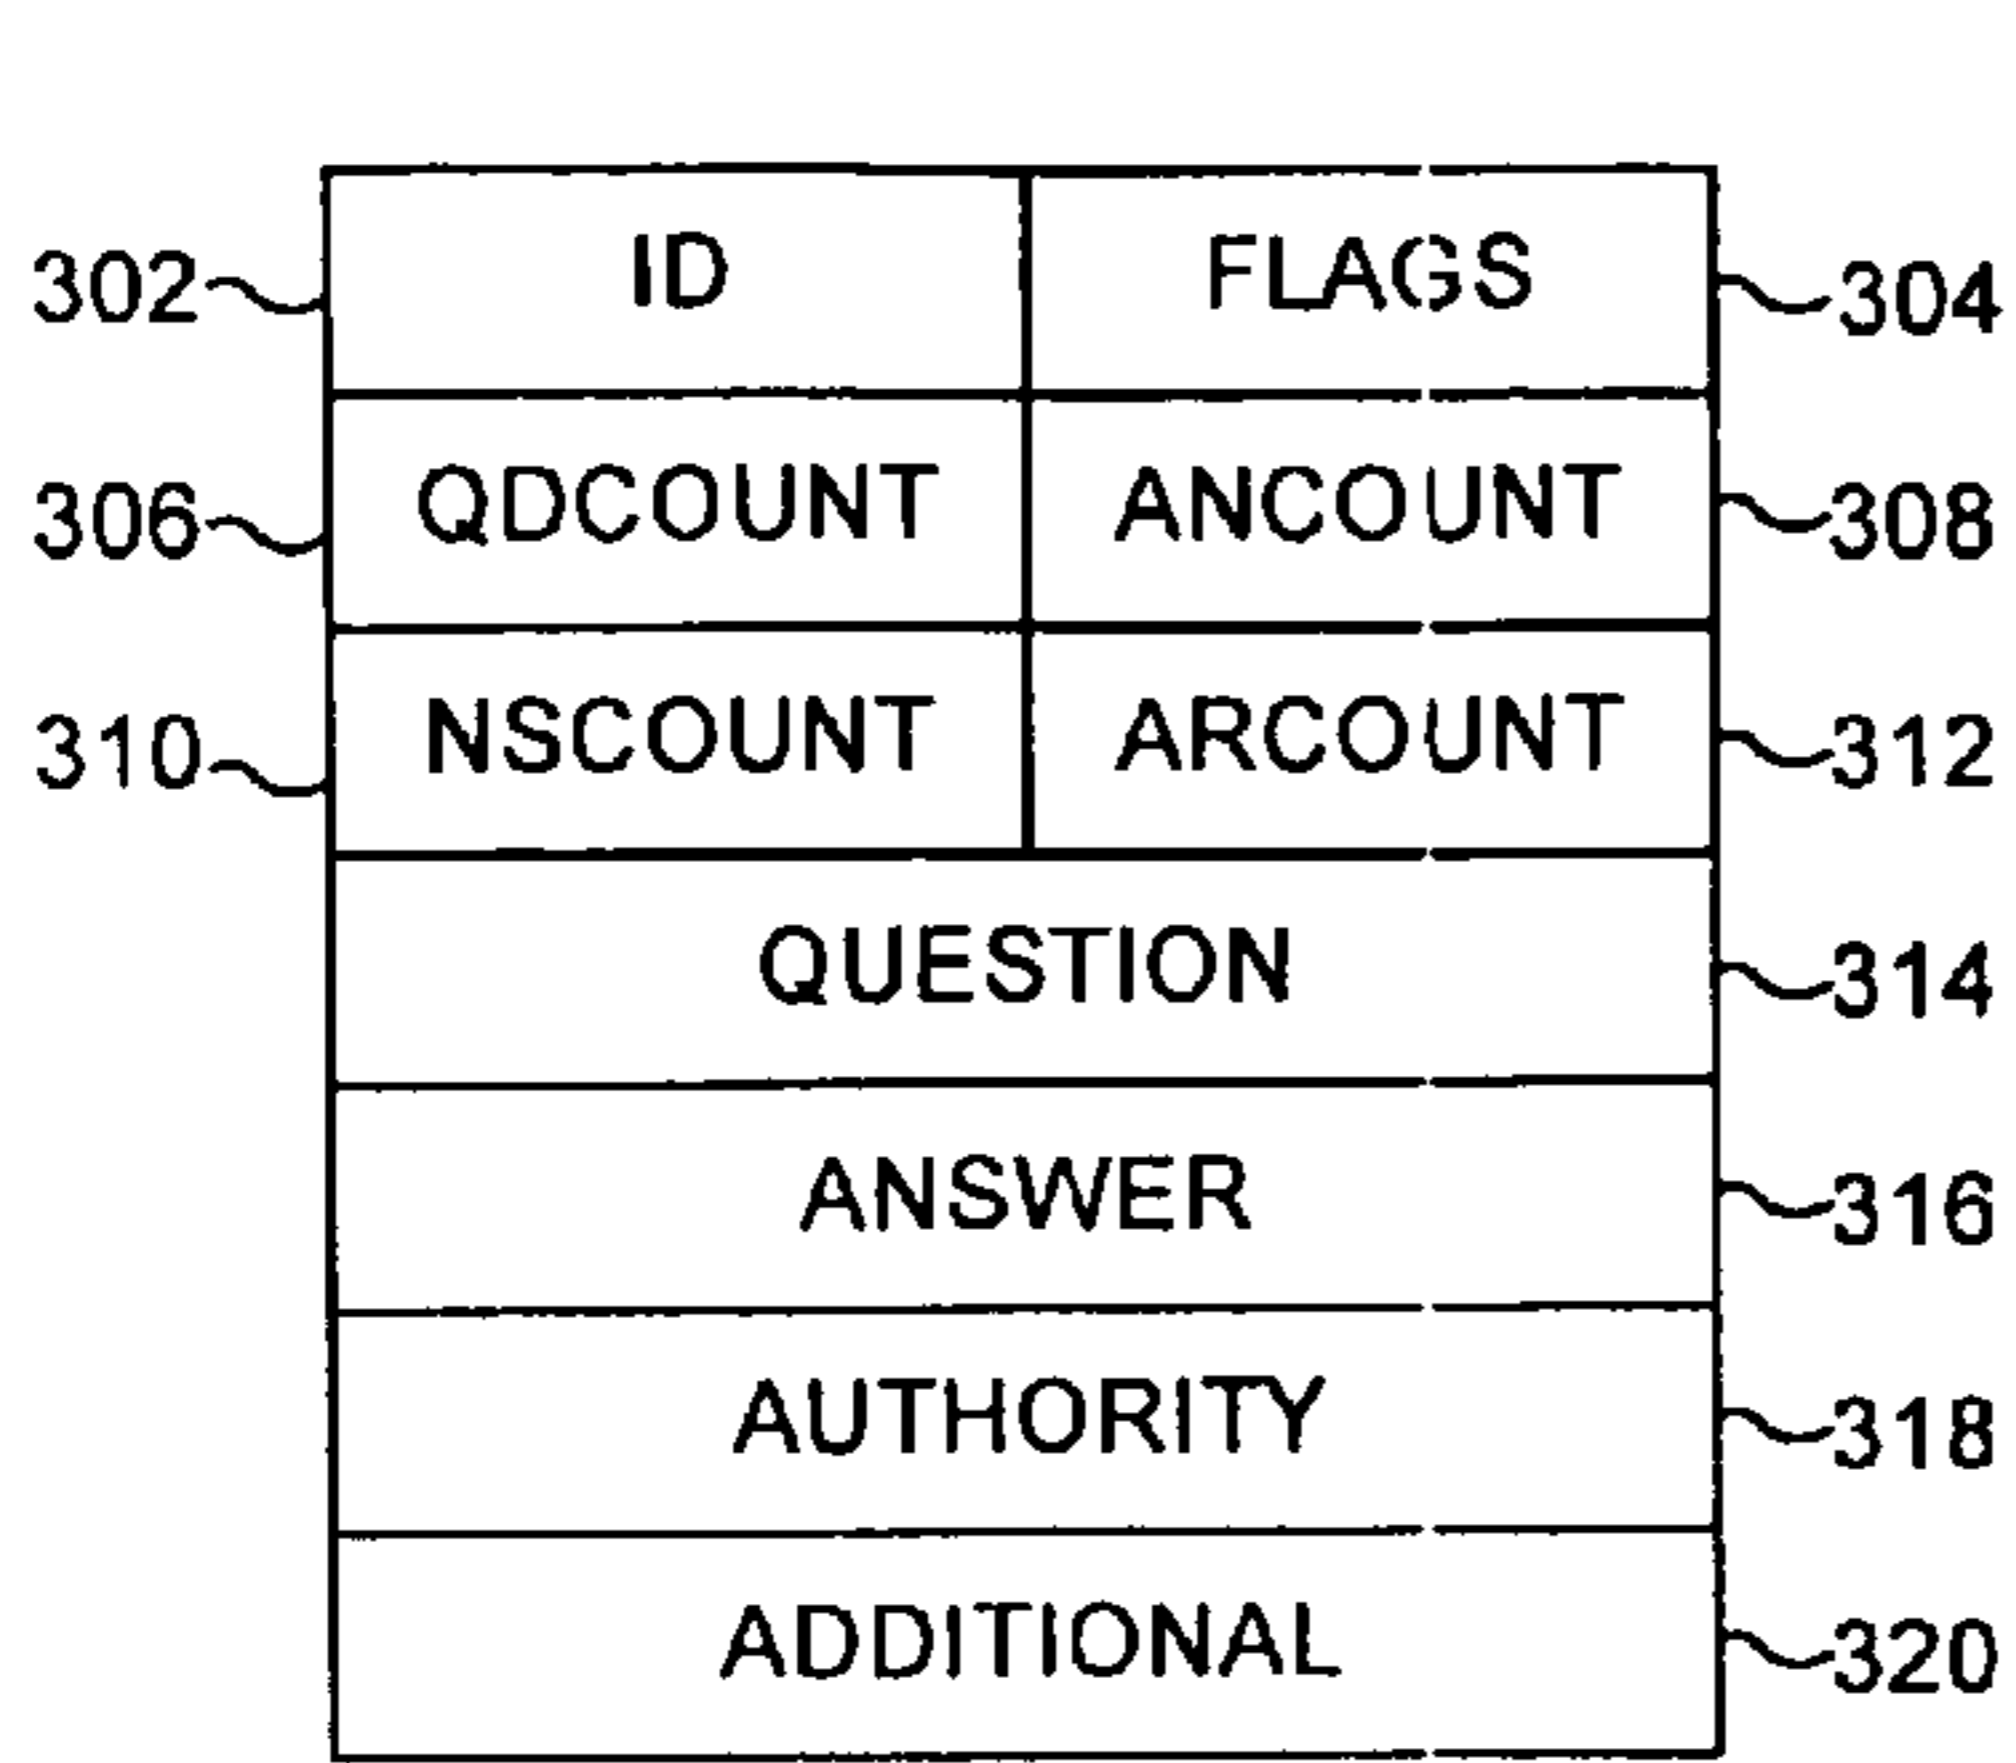 302 ID FLAGS 304
306 QDCOUNT ANCOUNT 308
310 NSCOUNT ARCOUNT 312
QUESTION 314
ANSWER 316
AUTHORITY 318
ADDITIONAL 320